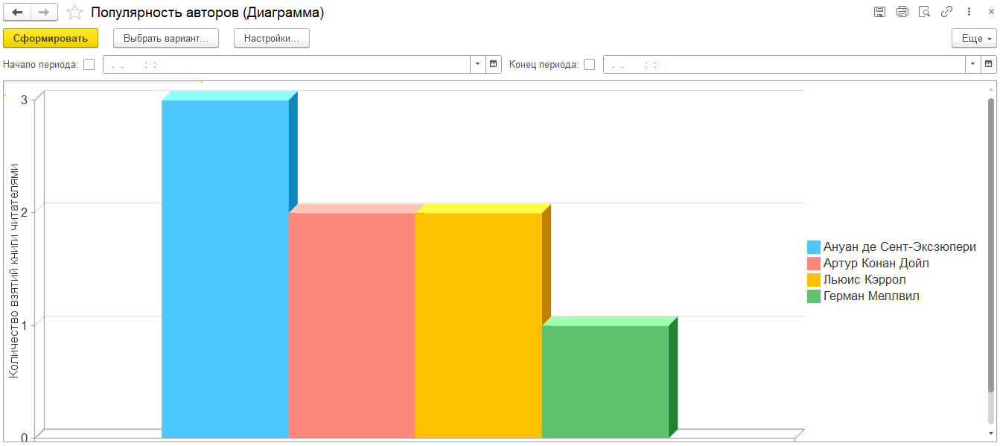 Популярность авторов (Диаграмма)
Сформировать Выбрать вариант... Настройки... Еще
Начало периода: . . : : Конец периода: . . : :
Количество взятий книги читателями
3
2
1
0
Ануан де Сент-Эксзюпери
Артур Конан Дойл
Льюис Кэррол
Герман Меллвил